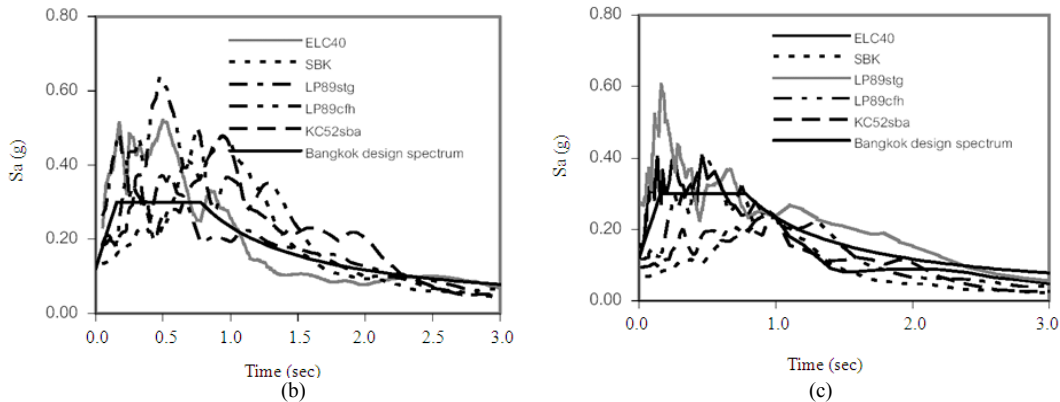 0.80
0.60
0.40
0.20
0.00
Sa (g)
ELC40
SBK
LP89stg
LP89cfh
KC52sba
Bangkok design spectrum
0.0 0.5 1.0 1.5 2.0 2.5 3.0
Time (sec)
(b)
0.80
0.60
0.40
0.20
0.00
Sa (g)
ELC40
SBK
LP89stg
LP89cfh
KC52sba
Bangkok design spectrum
0.0 1.0 2.0 3.0
Time (sec)
(c)